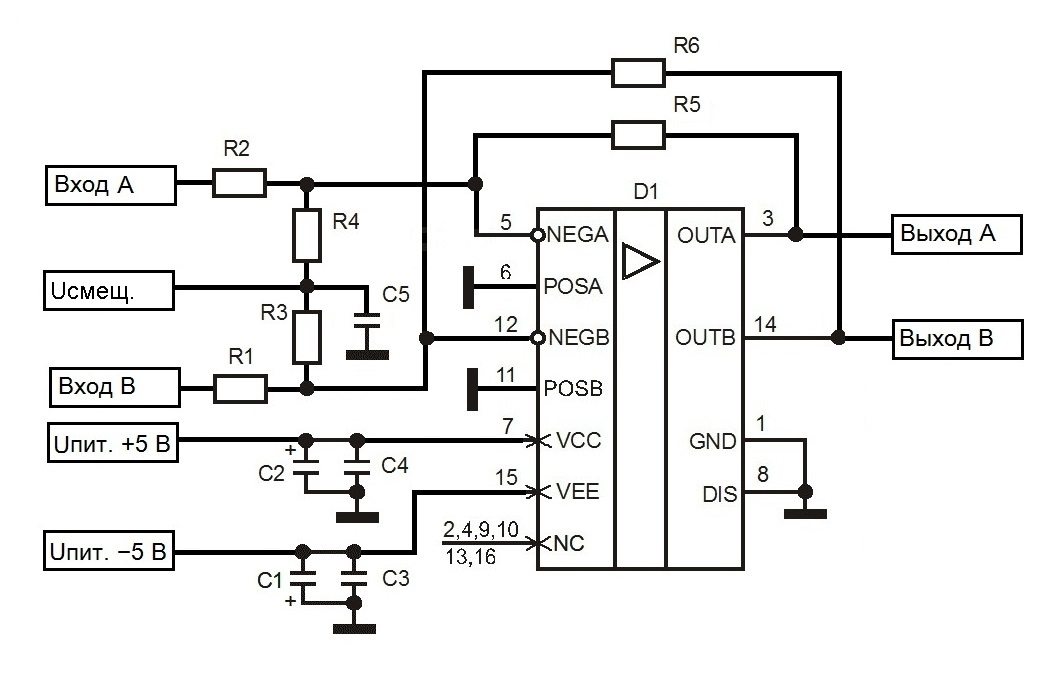 R6
R5
R2
Вход A
D1
R4
5
NEGA
OUTA
3
Выход A
6
POSA
Uсмещ.
C5
R3
12
NEGB
OUTB
14
Выход B
R1
11
POSB
Вход B
Uпит. +5 В
7
VCC
GND
1
+
C2
C4
15
VEE
DIS
8
2,4,9,10
NC
13,16
Uпит. −5 В
C1
C3
+